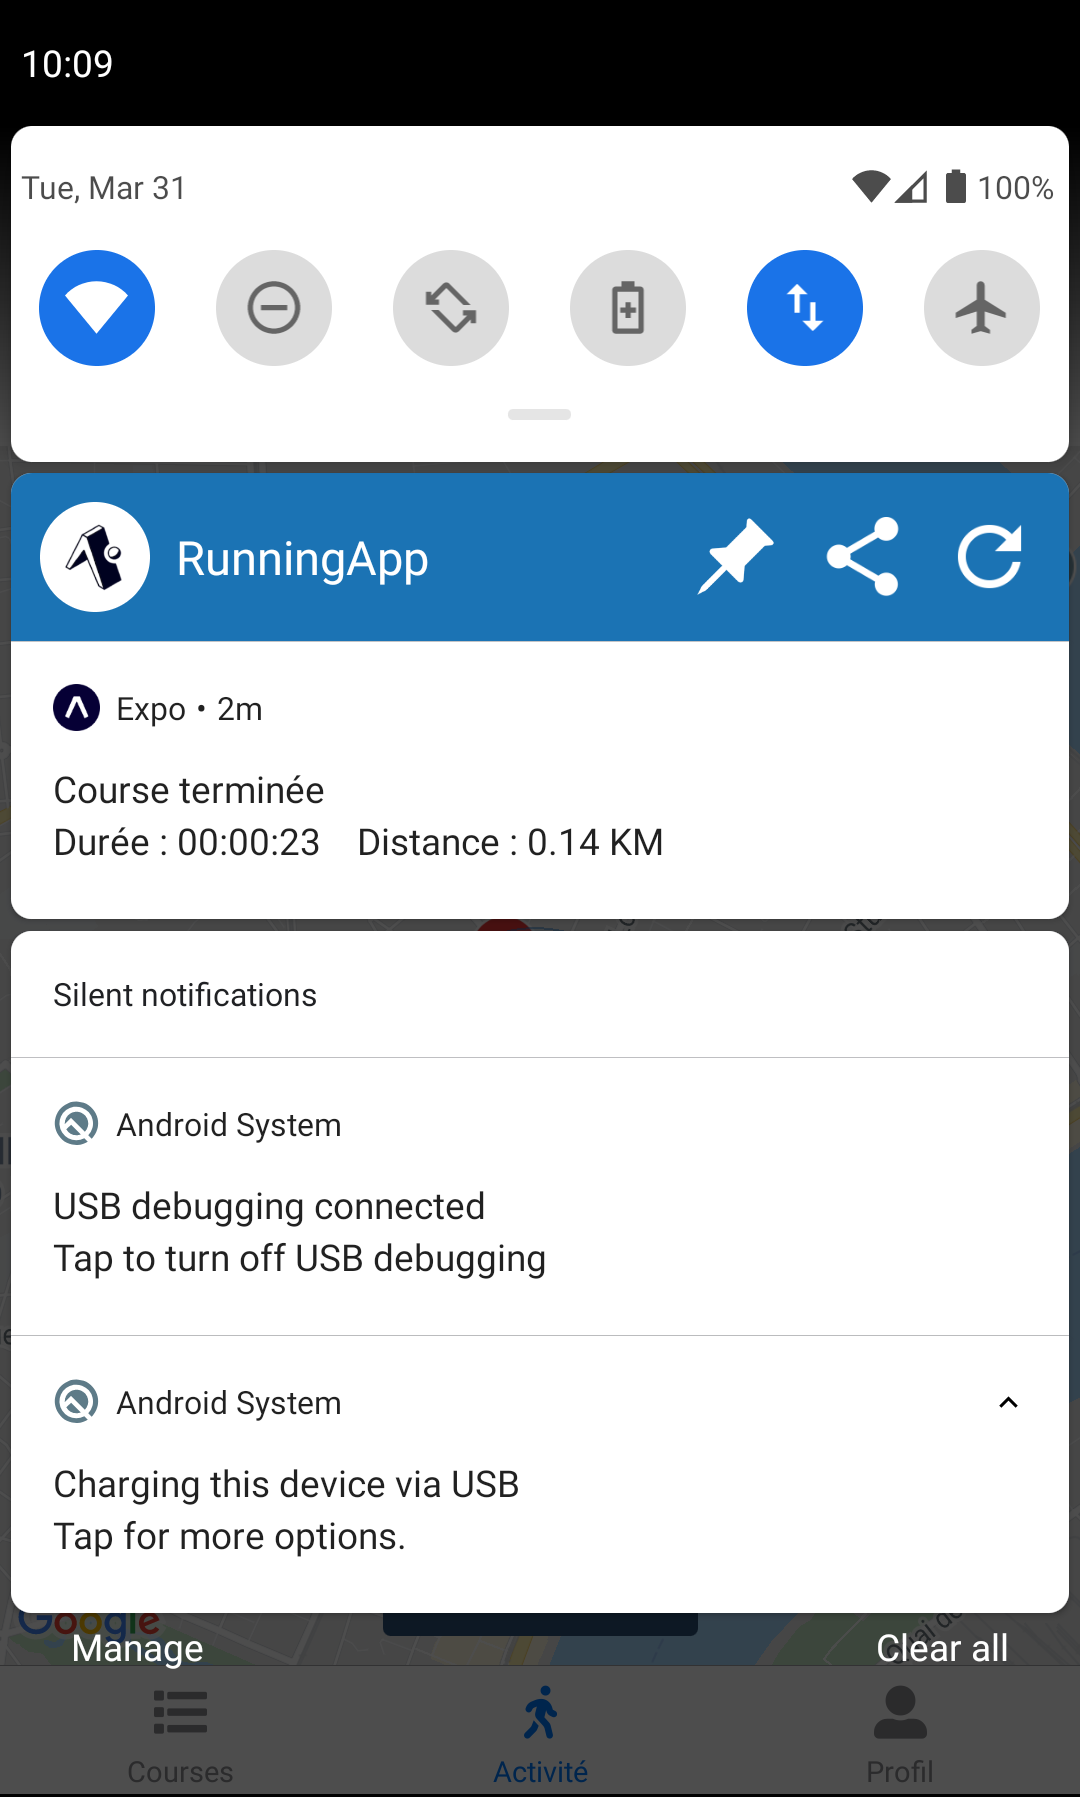 10:09
Tue, Mar 31
100%
RunningApp
Expo • 2m
Course terminée
Durée : 00:00:23 Distance : 0.14 KM
Silent notifications
Android System
USB debugging connected
Tap to turn off USB debugging
Android System
Charging this device via USB
Tap for more options.
Google
Manage
Clear all
Courses
Activité
Profil